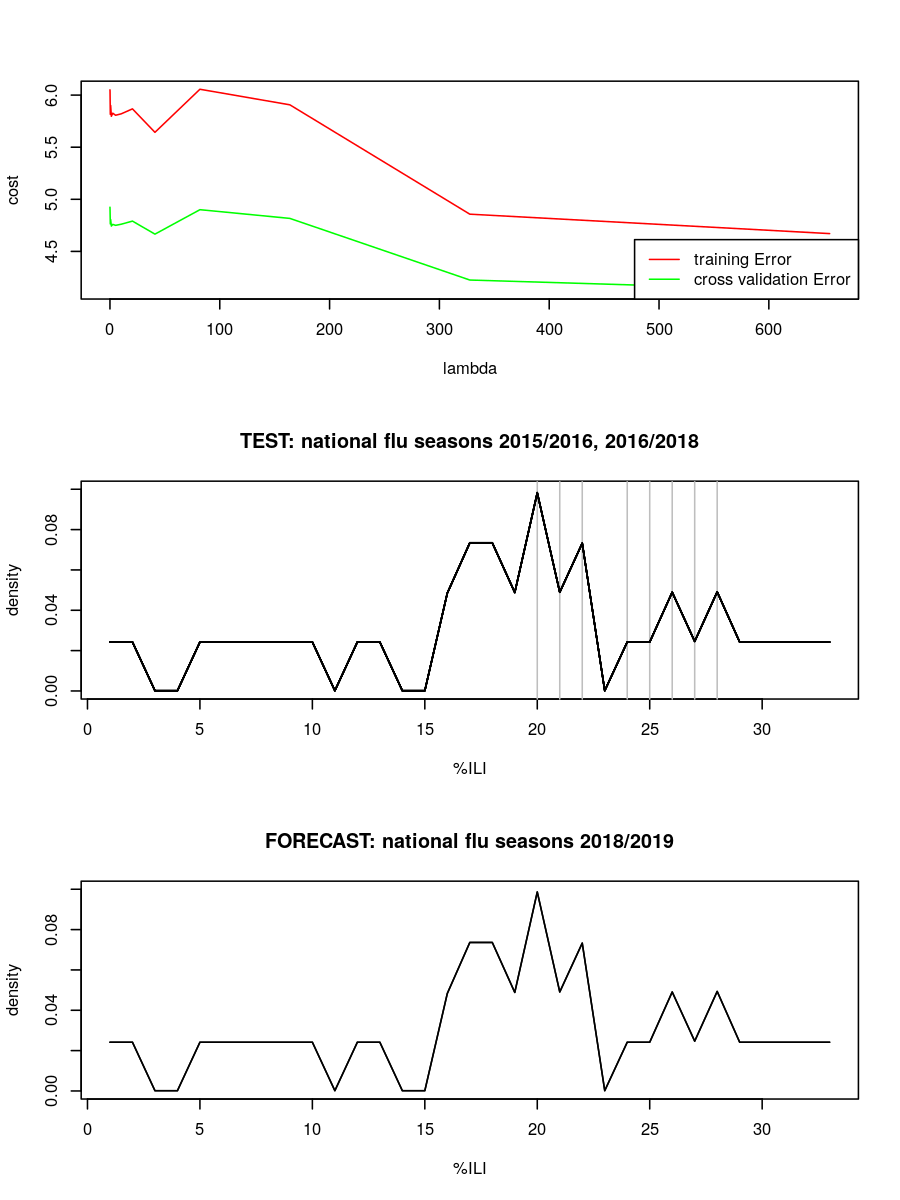 cost
6.0
5.5
5.0
4.5
training Error
cross validation Error
0 100 200 300 400 500 600
lambda
TEST: national flu seasons 2015/2016, 2016/2018
density
0.08
0.04
0.00
0 5 10 15 20 25 30
%ILI
FORECAST: national flu seasons 2018/2019
density
0.08
0.04
0.00
0 5 10 15 20 25 30
%ILI